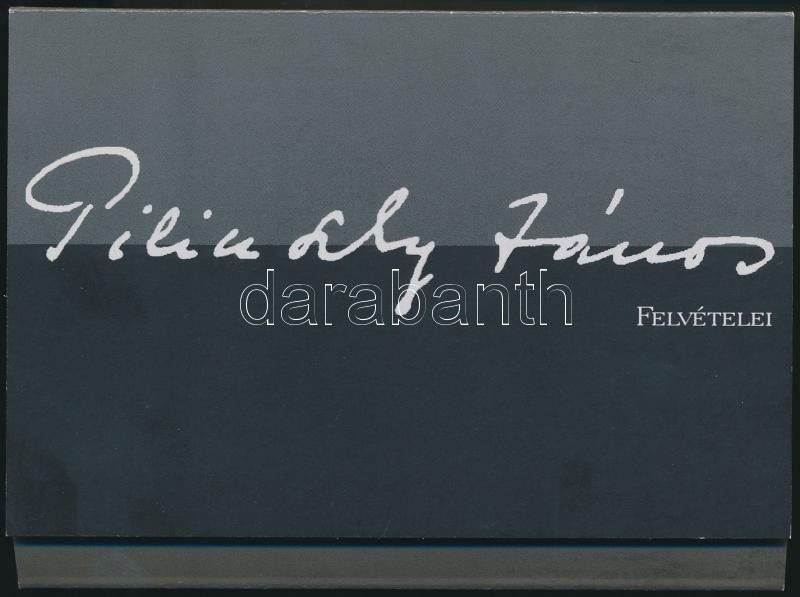 Pilinszky János
darabanth
FELVÉTELEI